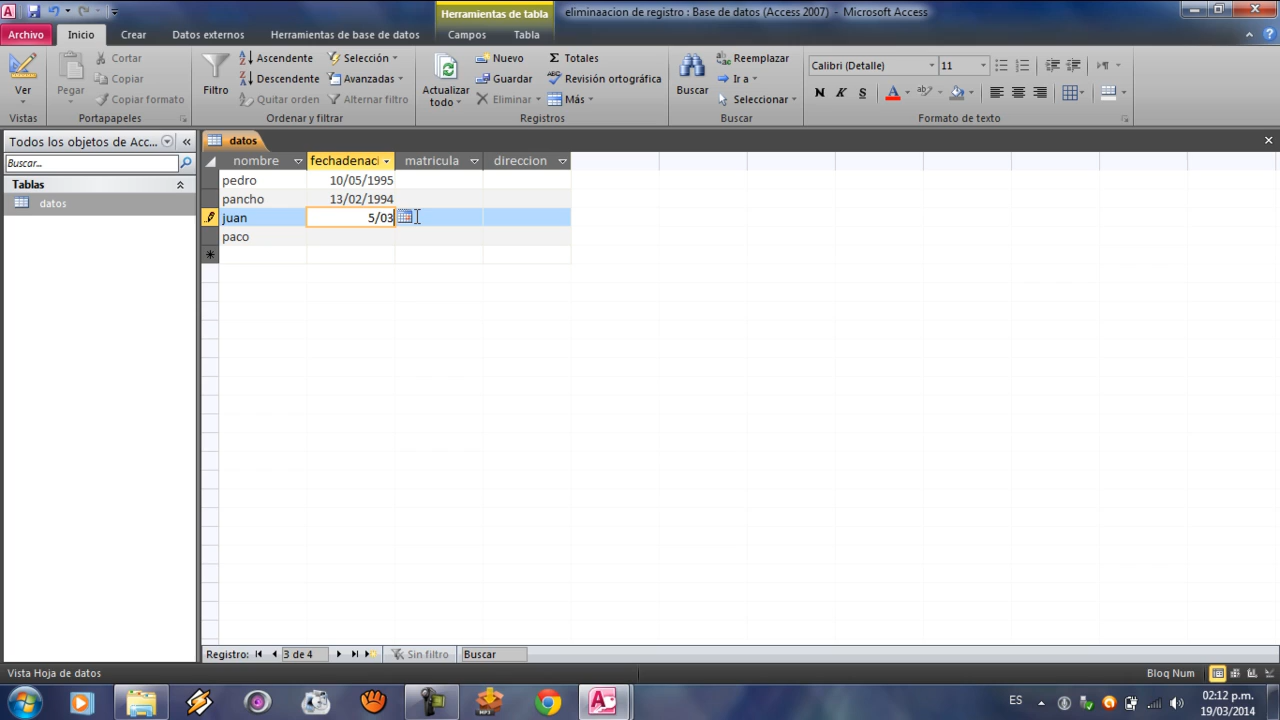 Herramientas de tabla
eliminaacion de registro : Base de datos (Access 2007) - Microsoft Access
Archivo Inicio Crear Datos externos Herramientas de base de datos Campos Tabla
Ver
Vistas
Pegar
Cortar
Copiar
Copiar formato
Portapapeles
Filtro
Ascendente
Descendente
Quitar orden
Selección
Avanzadas
Alternar filtro
Ordenar y filtrar
Actualizar
todo
Nuevo
Guardar
Eliminar
Totales
Revisión ortográfica
Más
Registros
Buscar
Reemplazar
Ir a
Seleccionar
Buscar
Calibri (Detalle) 11
N K S
Formato de texto
Todos los objetos de Acc...
Buscar...
Tablas
datos
datos
nombre fechadenaci matricula direccion
pedro 10/05/1995
pancho 13/02/1994
juan 5/03
paco
Registro: 3 de 4 Sin filtro Buscar
Vista Hoja de datos Bloq Num
ES
02:12 p.m.
19/03/2014